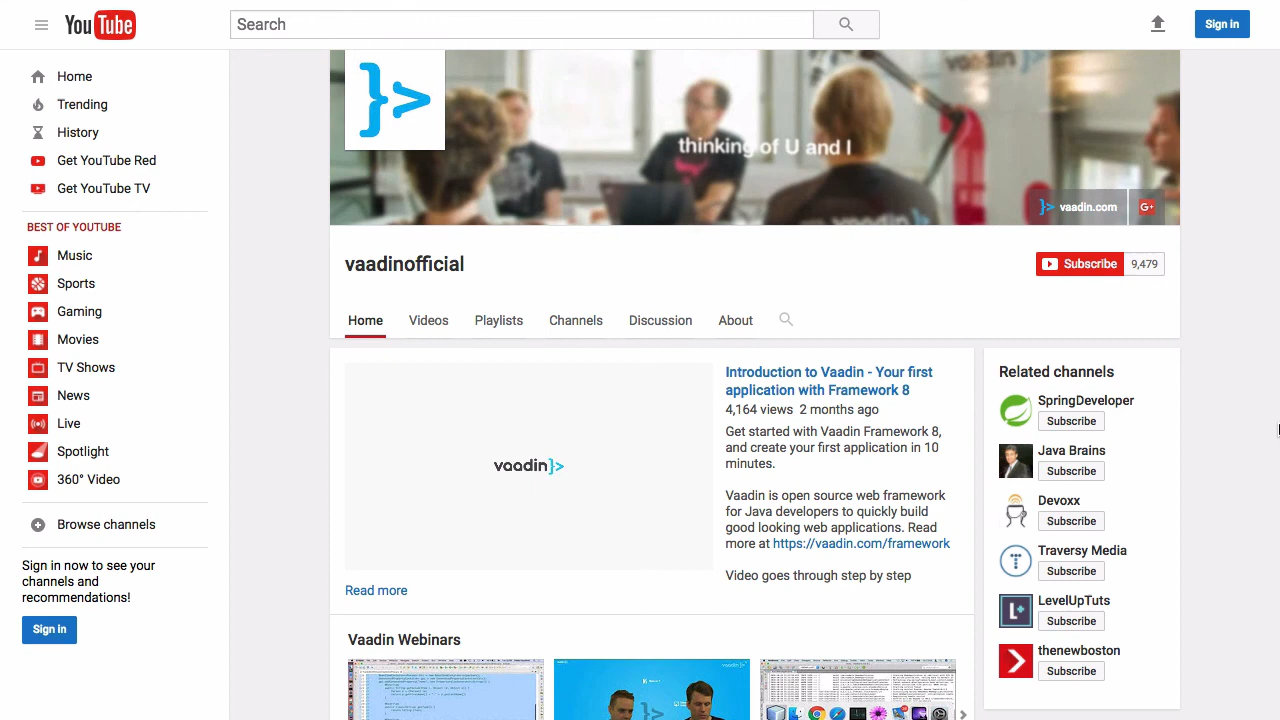 YouTube
Search
Sign in
Home
Trending
History
Get YouTube Red
Get YouTube TV
BEST OF YOUTUBE
Music
Sports
Gaming
Movies
TV Shows
News
Live
Spotlight
360° Video
Browse channels
Sign in now to see your
channels and
recommendations!
Sign in
thinking of U and I
vaadin.com
G+
vaadinofficial
Subscribe 9,479
Home Videos Playlists Channels Discussion About
vaadin}>
Introduction to Vaadin - Your first
application with Framework 8
4,164 views 2 months ago
Get started with Vaadin Framework 8,
and create your first application in 10
minutes.
Vaadin is open source web framework
for Java developers to quickly build
good looking web applications. Read
more at https://vaadin.com/framework
Video goes through step by step
Read more
Vaadin Webinars
Related channels
SpringDeveloper
Subscribe
Java Brains
Subscribe
Devoxx
Subscribe
Traversy Media
Subscribe
LevelUpTuts
Subscribe
thenewboston
Subscribe